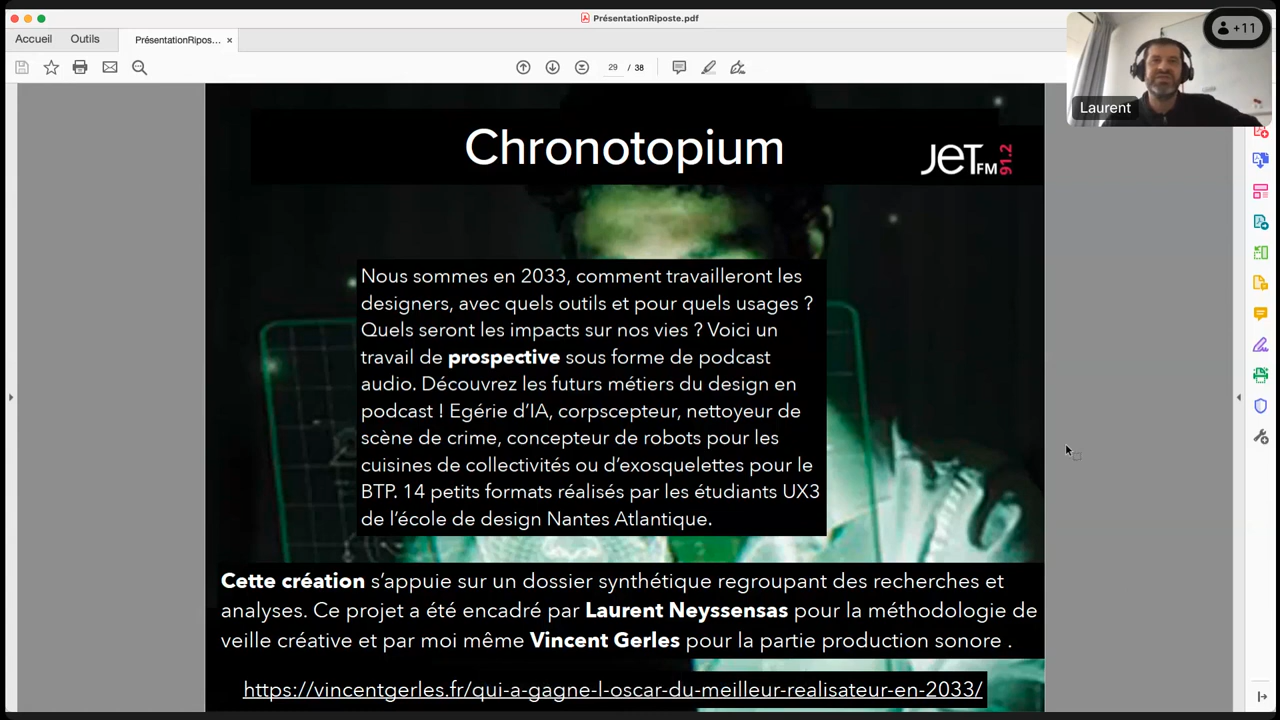 PrésentationRiposte.pdf
+11
Accueil Outils PrésentationRipos... ×
29 / 38
Laurent
Chronotopium
JET FM 91.2
Nous sommes en 2033, comment travailleront les
designers, avec quels outils et pour quels usages ?
Quels seront les impacts sur nos vies ? Voici un
travail de prospective sous forme de podcast
audio. Découvrez les futurs métiers du design en
podcast ! Egérie d'IA, corpscepteur, nettoyeur de
scène de crime, concepteur de robots pour les
cuisines de collectivités ou d'exosquelettes pour le
BTP. 14 petits formats réalisés par les étudiants UX3
de l'école de design Nantes Atlantique.
Cette création s'appuie sur un dossier synthétique regroupant des recherches et
analyses. Ce projet a été encadré par Laurent Neyssensas pour la méthodologie de
veille créative et par moi même Vincent Gerles pour la partie production sonore .
https://vincentgerles.fr/qui-a-gagne-l-oscar-du-meilleur-realisateur-en-2033/